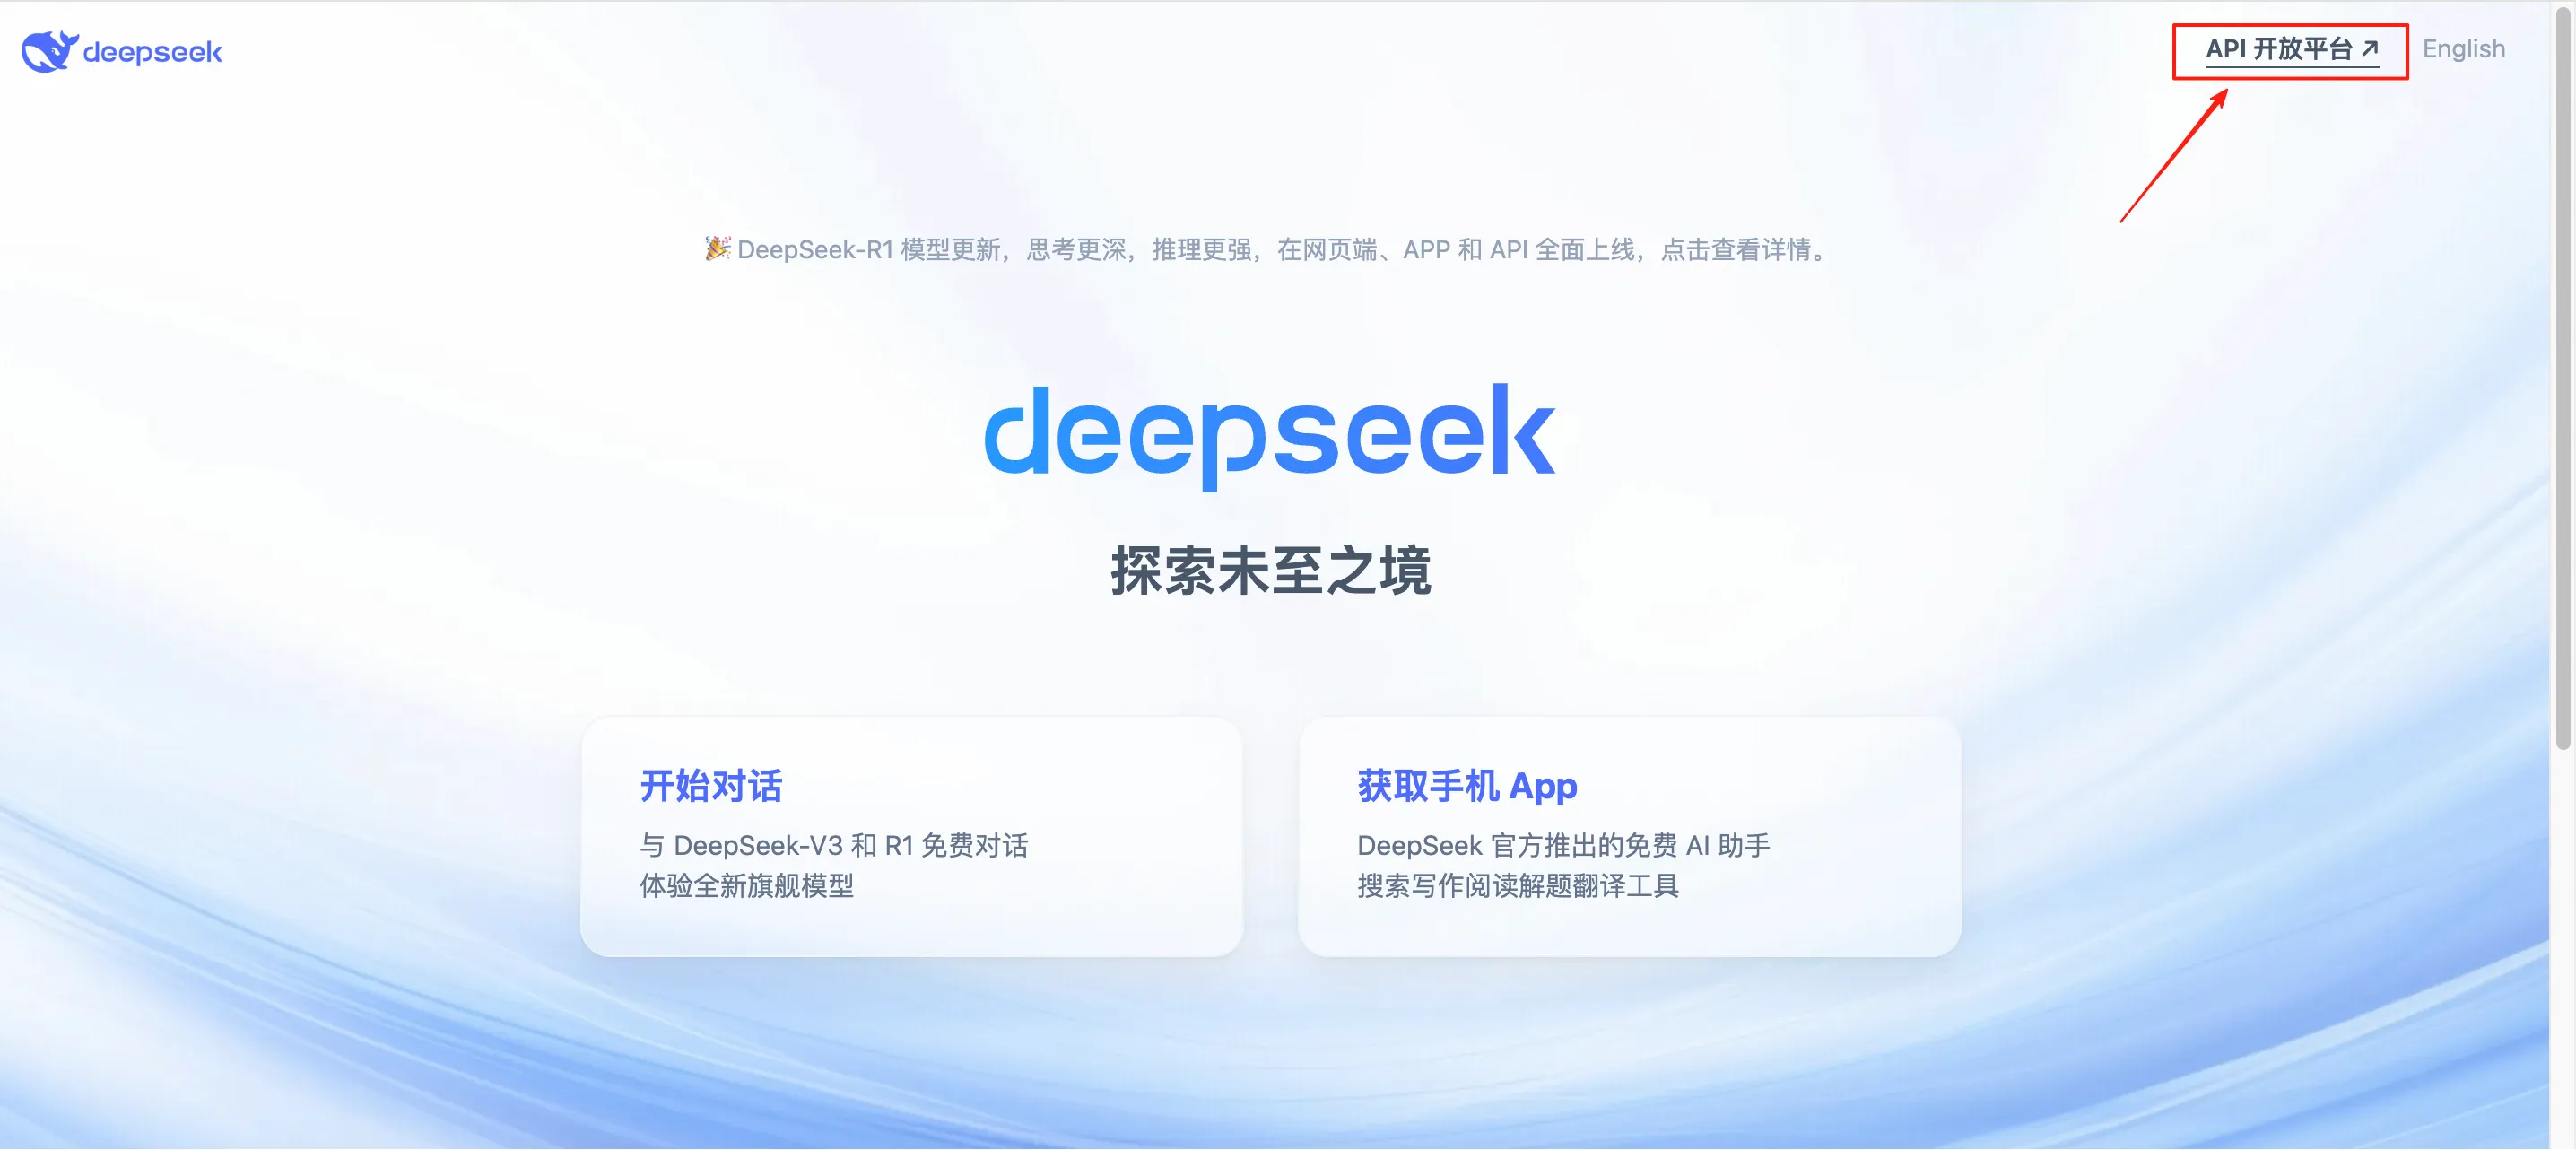 deepseek
API 开放平台
English
DeepSeek-R1 模型更新，思考更深，推理更强，在网页端、APP 和 API 全面上线，点击查看详情。
deepseek
探索未至之境
开始对话
与 DeepSeek-V3 和 R1 免费对话
体验全新旗舰模型
获取手机 App
DeepSeek 官方推出的免费 AI 助手
搜索写作阅读解题翻译工具